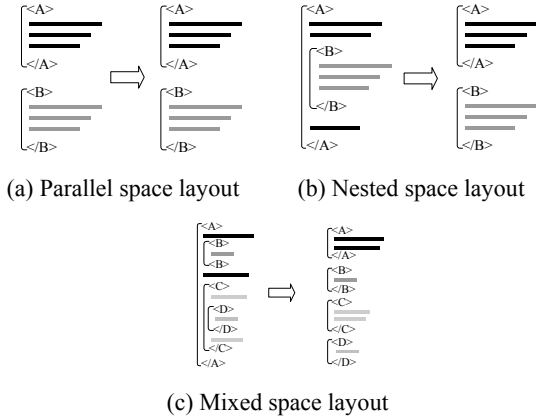 <A>
</A>
<B>
</B>
<A>
</A>
<B>
</B>
(a) Parallel space layout
<A>
<B>
</B>
</A>
<A>
</A>
<B>
</B>
(b) Nested space layout
<A>
<B>
<B>
<C>
<D>
</D>
</C>
</A>
<A>
</A>
<B>
</B>
<C>
</C>
<D>
</D>
(c) Mixed space layout